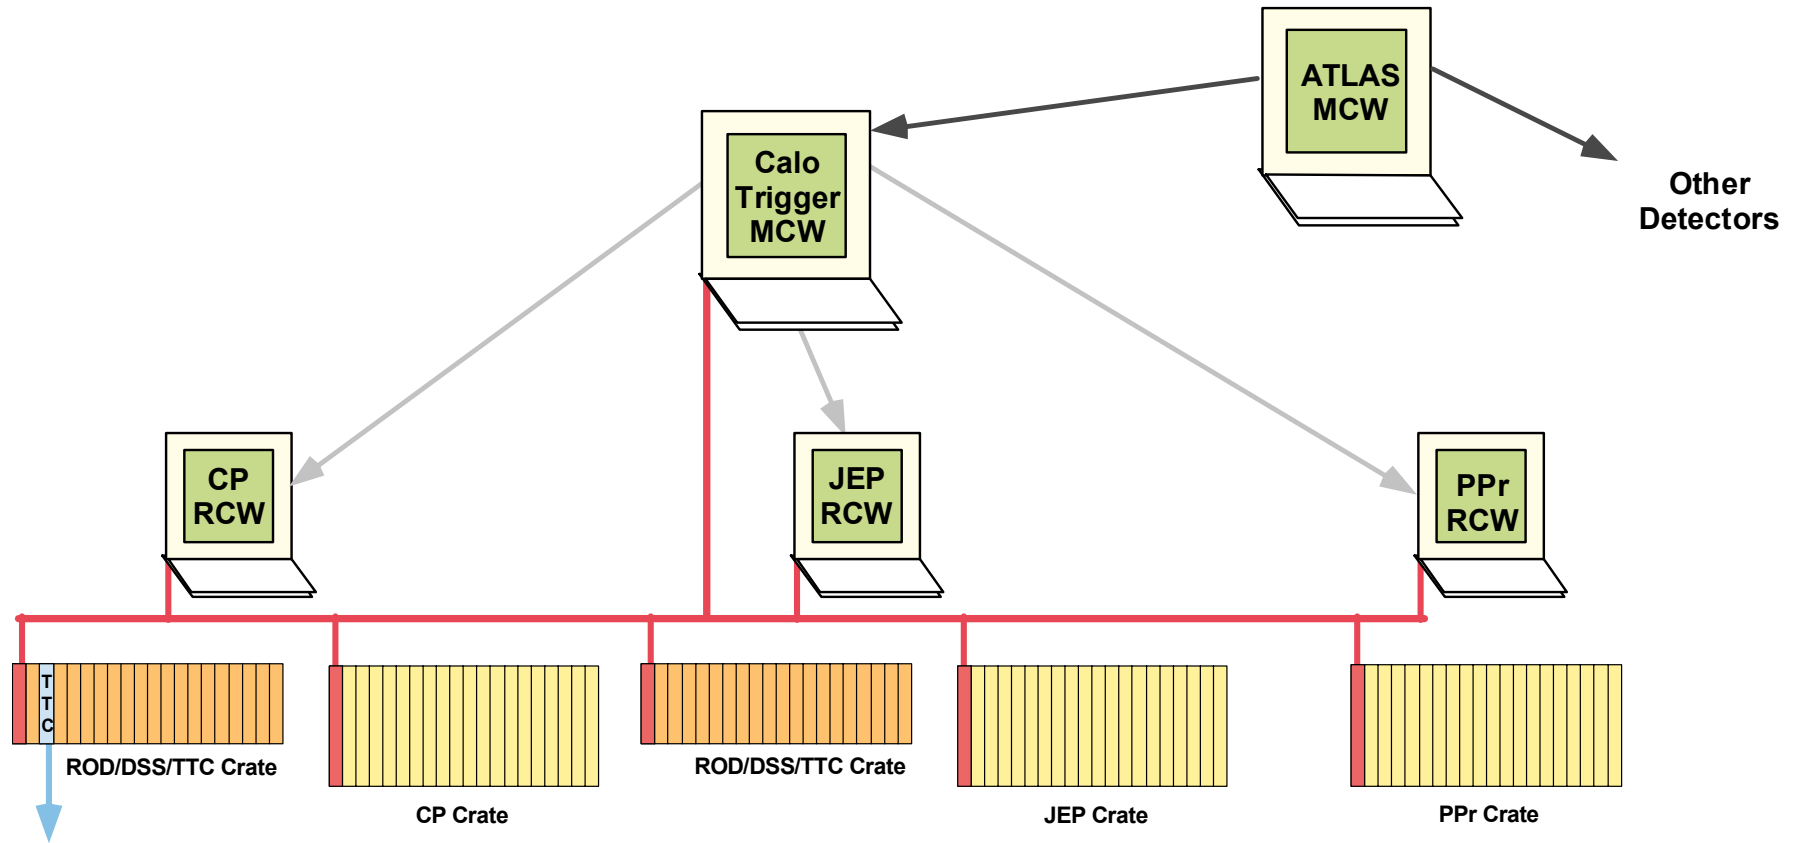 ATLAS
MCW
Calo
Trigger
MCW
Other
Detectors
CP
RCW
JEP
RCW
PPr
RCW
T
T
C
ROD/DSS/TTC Crate
CP Crate
ROD/DSS/TTC Crate
JEP Crate
PPr Crate